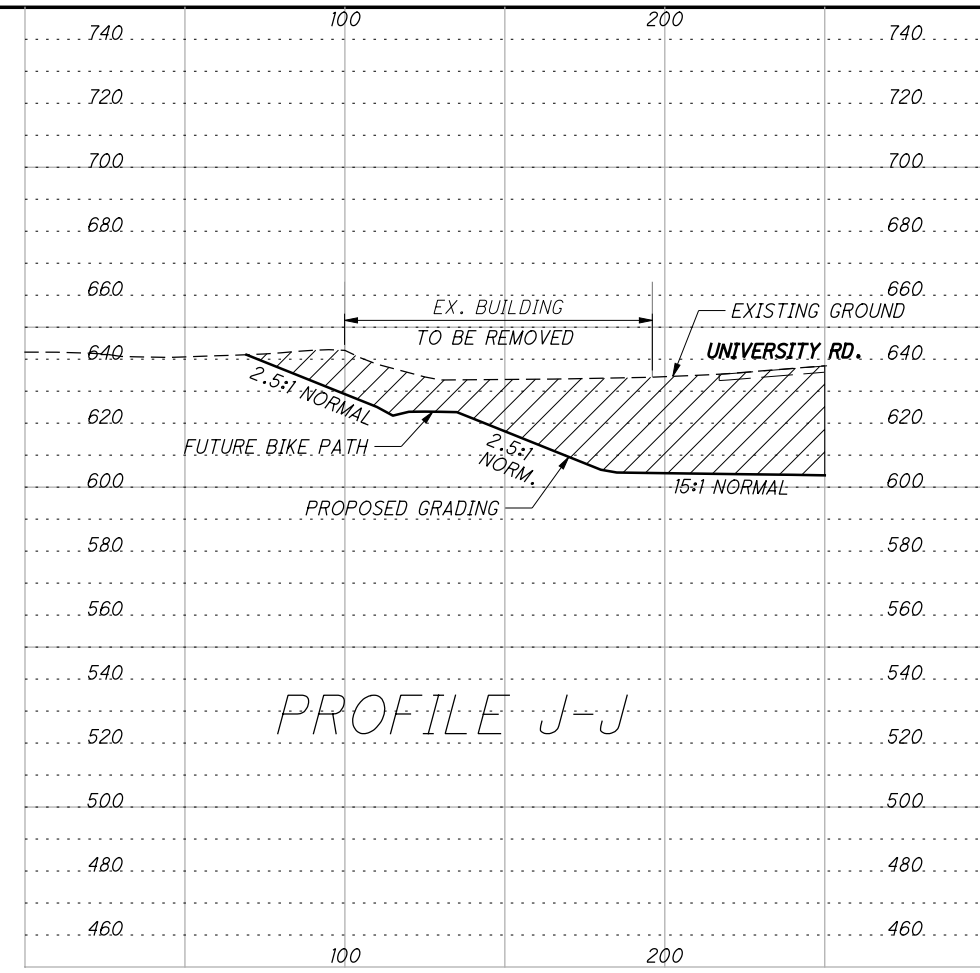 100 200
740 740
720 720
700 700
680 680
660 660
EX. BUILDING
EXISTING GROUND
TO BE REMOVED
UNIVERSITY RD.
640 640
2.5:1 NORMAL
620 620
FUTURE BIKE PATH
2.5:1
NORM.
600 600
15:1 NORMAL
PROPOSED GRADING
580 580
560 560
540 540
PROFILE J-J
520 520
500 500
480 480
460 460
100 200